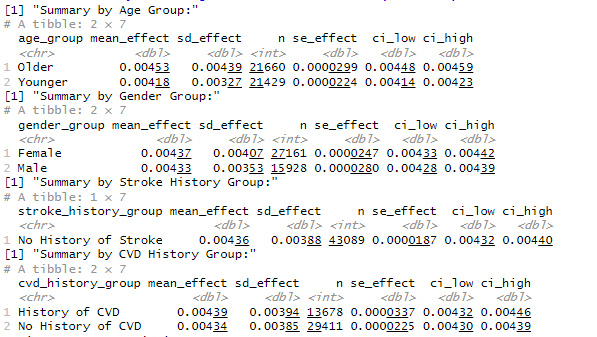 [1] "Summary by Age Group:"
# A tibble: 2 × 7
age_group mean_effect sd_effect n se_effect ci_low ci_high
<chr> <dbl> <dbl> <int> <dbl> <dbl> <dbl>
1 Older 0.00453 0.00439 21660 0.0000299 0.00448 0.00459
2 Younger 0.00418 0.00327 21429 0.0000224 0.00414 0.00423
[1] "Summary by Gender Group:"
# A tibble: 2 × 7
gender_group mean_effect sd_effect n se_effect ci_low ci_high
<chr> <dbl> <dbl> <int> <dbl> <dbl> <dbl>
1 Female 0.00437 0.00407 27161 0.0000247 0.00433 0.00442
2 Male 0.00433 0.00353 15928 0.0000280 0.00428 0.00439
[1] "Summary by Stroke History Group:"
# A tibble: 1 × 7
stroke_history_group mean_effect sd_effect n se_effect ci_low ci_high
<chr> <dbl> <dbl> <int> <dbl> <dbl> <dbl>
1 No History of Stroke 0.00436 0.00388 43089 0.0000187 0.00432 0.00440
[1] "Summary by CVD History Group:"
# A tibble: 2 × 7
cvd_history_group mean_effect sd_effect n se_effect ci_low ci_high
<chr> <dbl> <dbl> <int> <dbl> <dbl> <dbl>
1 History of CVD 0.00439 0.00394 13678 0.0000337 0.00432 0.00446
2 No History of CVD 0.00434 0.00385 29411 0.0000225 0.00430 0.00439